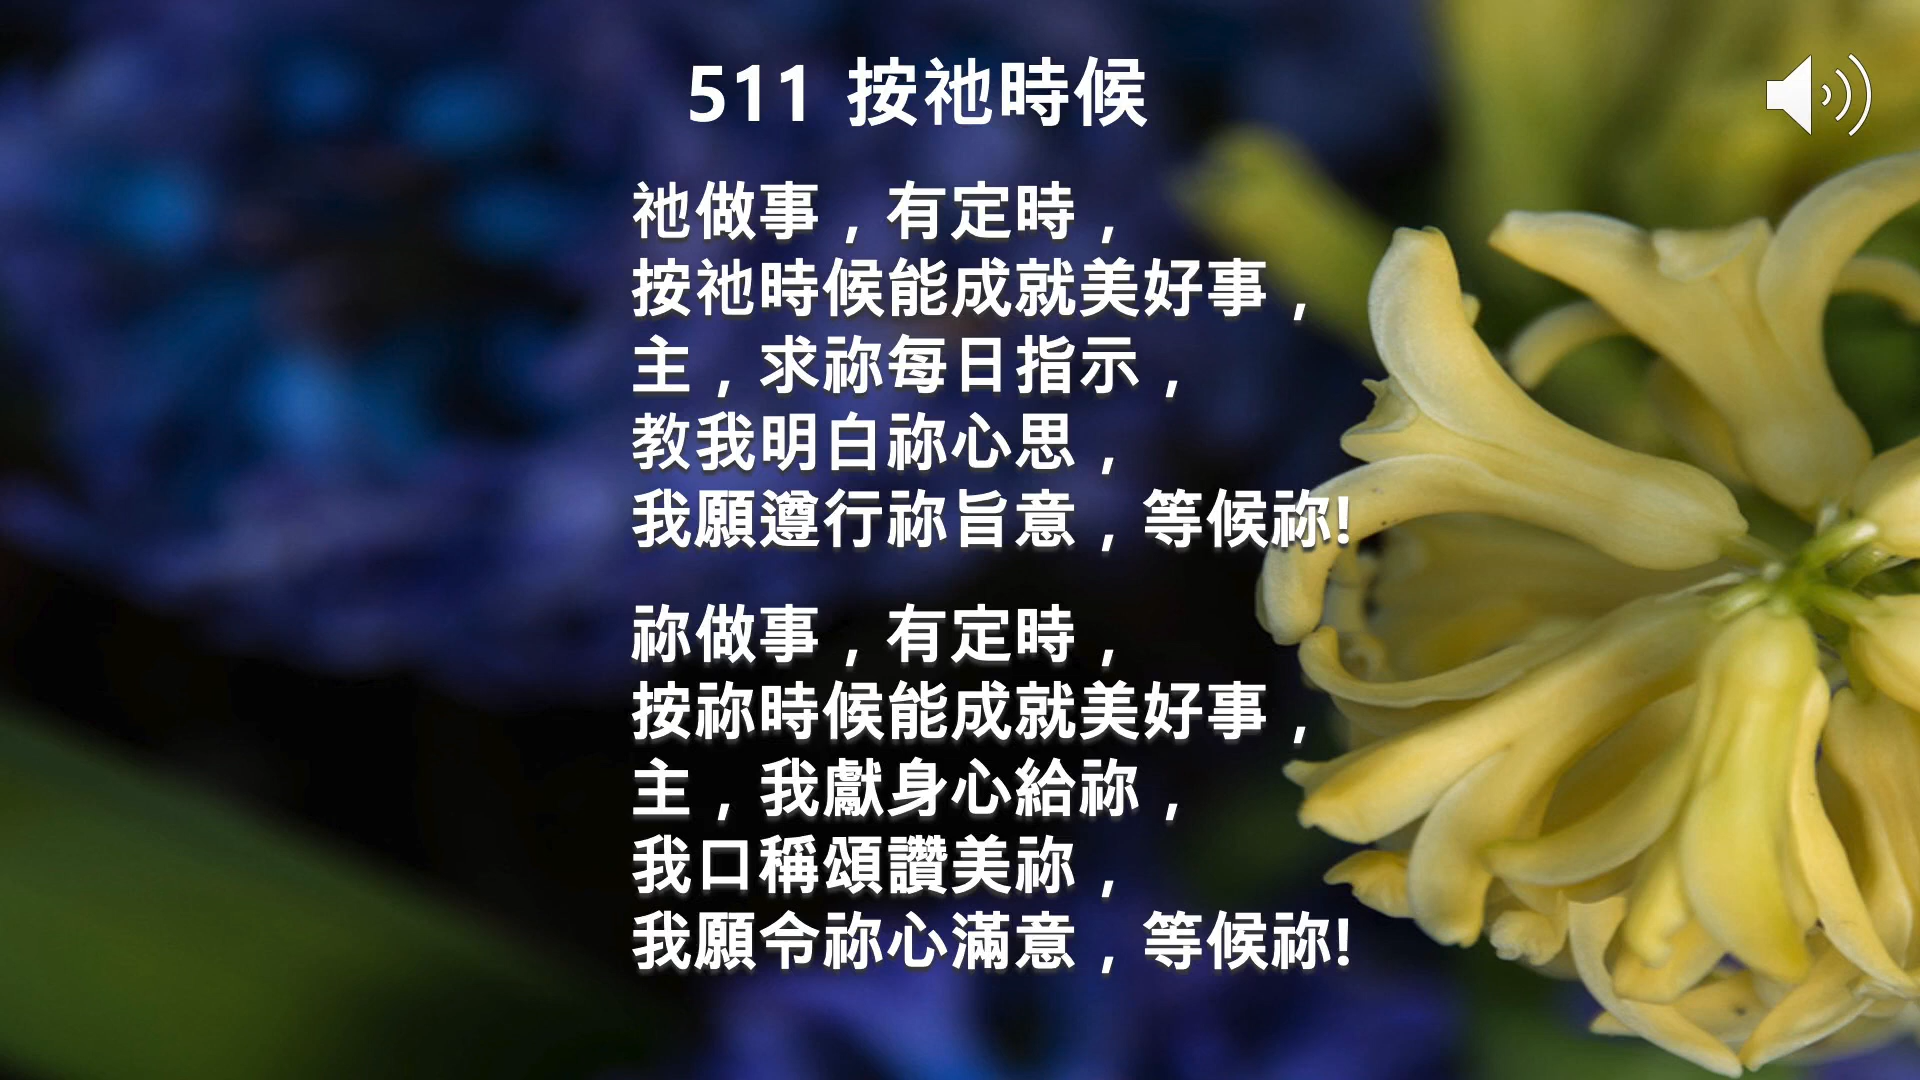 511 按祂時候
祂做事，有定時，
按祂時候能成就美好事，
主，求祢每日指示，
教我明白祢心思，
我願遵行祢旨意，等候祢!
祢做事，有定時，
按祢時候能成就美好事，
主，我獻身心給祢，
我口稱頌讚美祢，
我願令祢心滿意，等候祢!